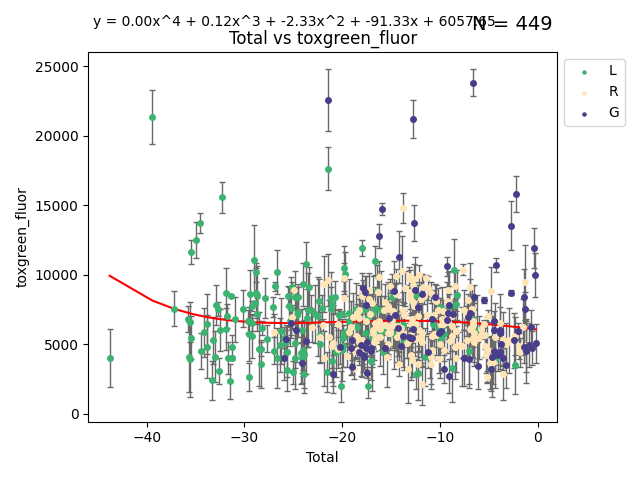 y = 0.00x^4 + 0.12x^3 + -2.33x^2 + -91.33x + 6057.65
N = 449
Total vs toxgreen_fluor
25000
20000
15000
10000
5000
0
toxgreen_fluor
−40
−30
−20
−10
0
Total
L
R
G